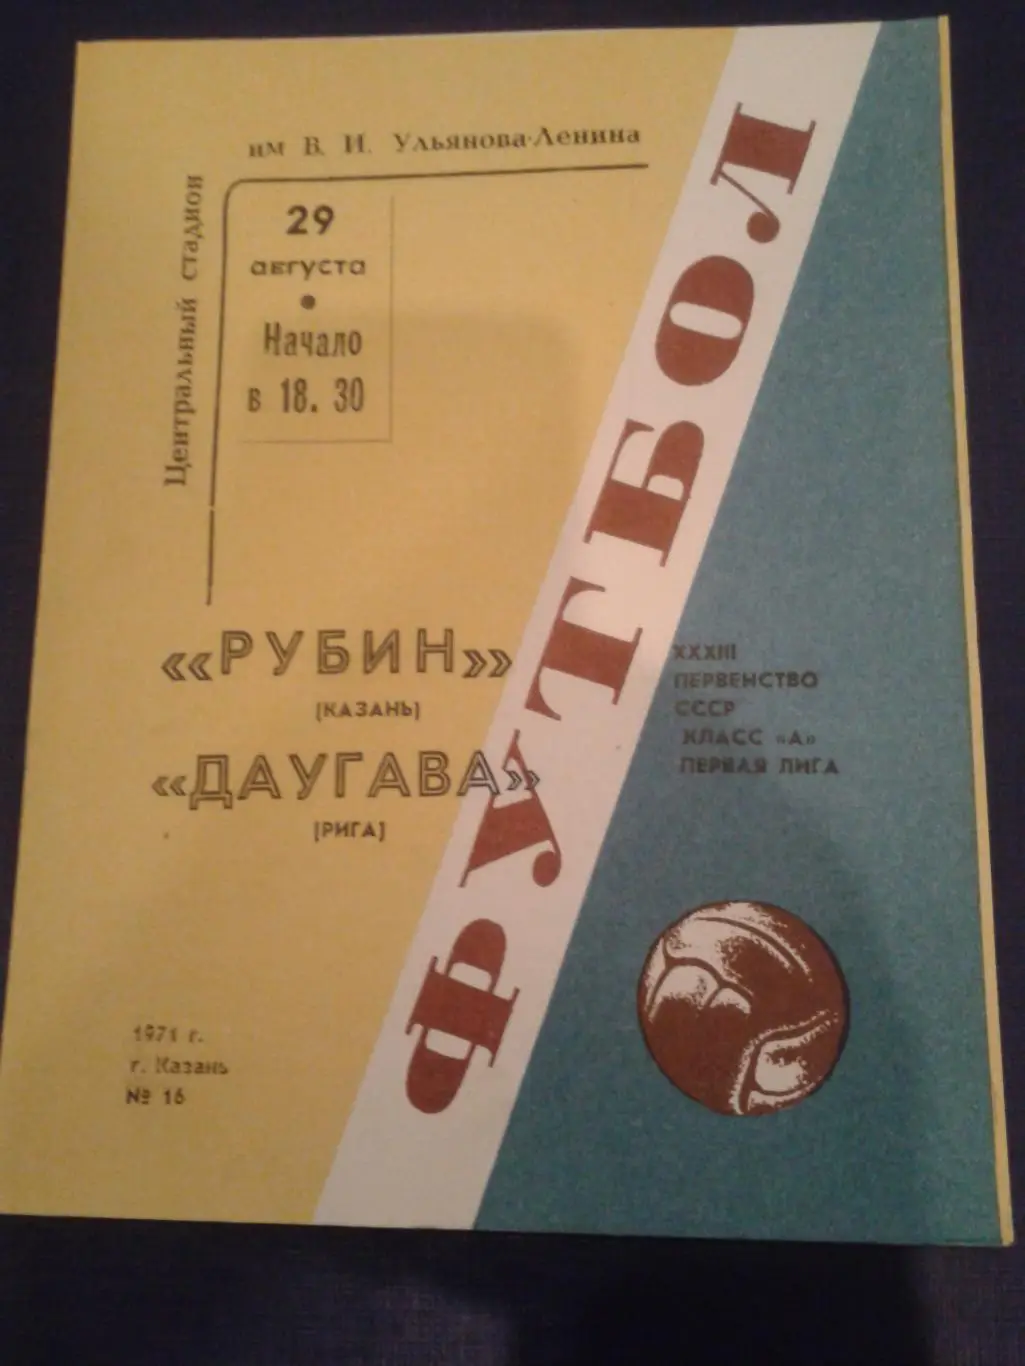 Центральный стадион
им В. И. Ульянова-Ленина
29
августа
Начало
в 18. 30
ФУТБОЛ
«РУБИН»
(КАЗАНЬ)
«ДАУГАВА»
(РИГА)
XXXIII
ПЕРВЕНСТВО
СССР
КЛАСС «А»
ПЕРВАЯ ЛИГА
1971 г.
г. Казань
№ 16